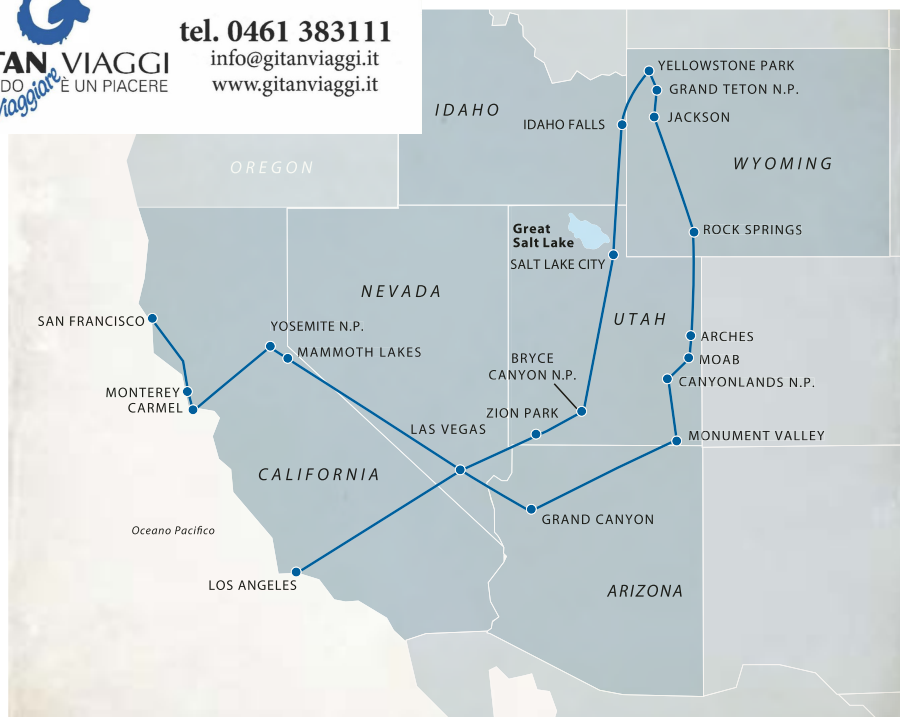 TAN VIAGGI
DO viaggiare È UN PIACERE
tel. 0461 383111
info@gitanviaggi.it
www.gitanviaggi.it
YELLOWSTONE PARK
GRAND TETON N.P.
IDAHO
JACKSON
IDAHO FALLS
WYOMING
OREGON
Great
Salt Lake
ROCK SPRINGS
SALT LAKE CITY
NEVADA
UTAH
SAN FRANCISCO
YOSEMITE N.P.
ARCHES
MAMMOTH LAKES
MOAB
BRYCE
CANYON N.P.
CANYONLANDS N.P.
MONTEREY
CARMEL
ZION PARK
LAS VEGAS
MONUMENT VALLEY
CALIFORNIA
GRAND CANYON
Oceano Pacifico
LOS ANGELES
ARIZONA